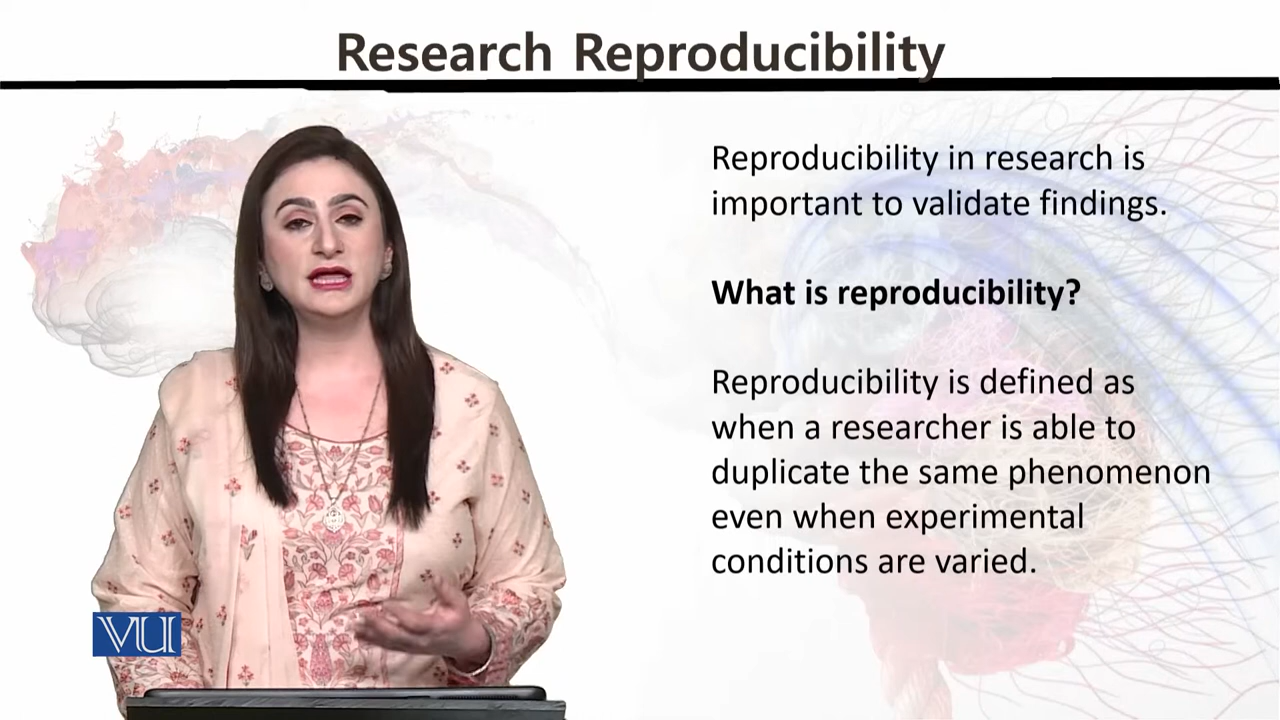 Research Reproducibility
Reproducibility in research is
important to validate findings.
What is reproducibility?
Reproducibility is defined as
when a researcher is able to
duplicate the same phenomenon
even when experimental
conditions are varied.
VU